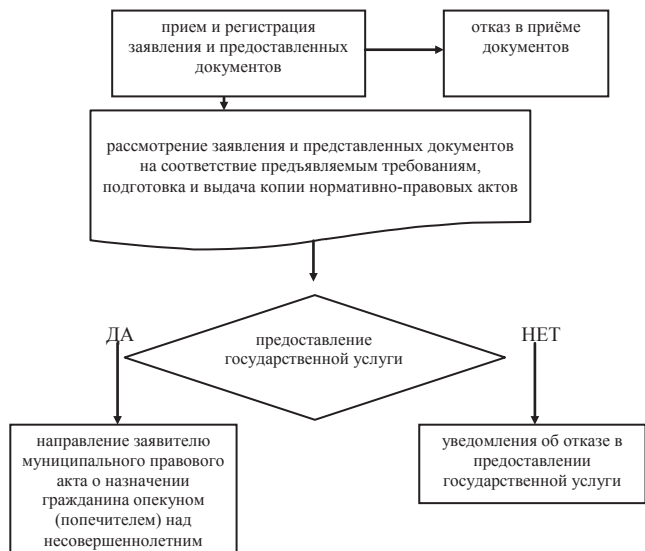 прием и регистрация
заявления и предоставленных
документов
отказ в приёме
документов
рассмотрение заявления и представленных документов
на соответствие предъявляемым требованиям,
подготовка и выдача копии нормативно-правовых актов
ДА
предоставление
государственной услуги
НЕТ
направление заявителю
муниципального правового
акта о назначении
гражданина опекуном
(попечителем) над
несовершеннолетним
уведомления об отказе в
предоставлении
государственной услуги